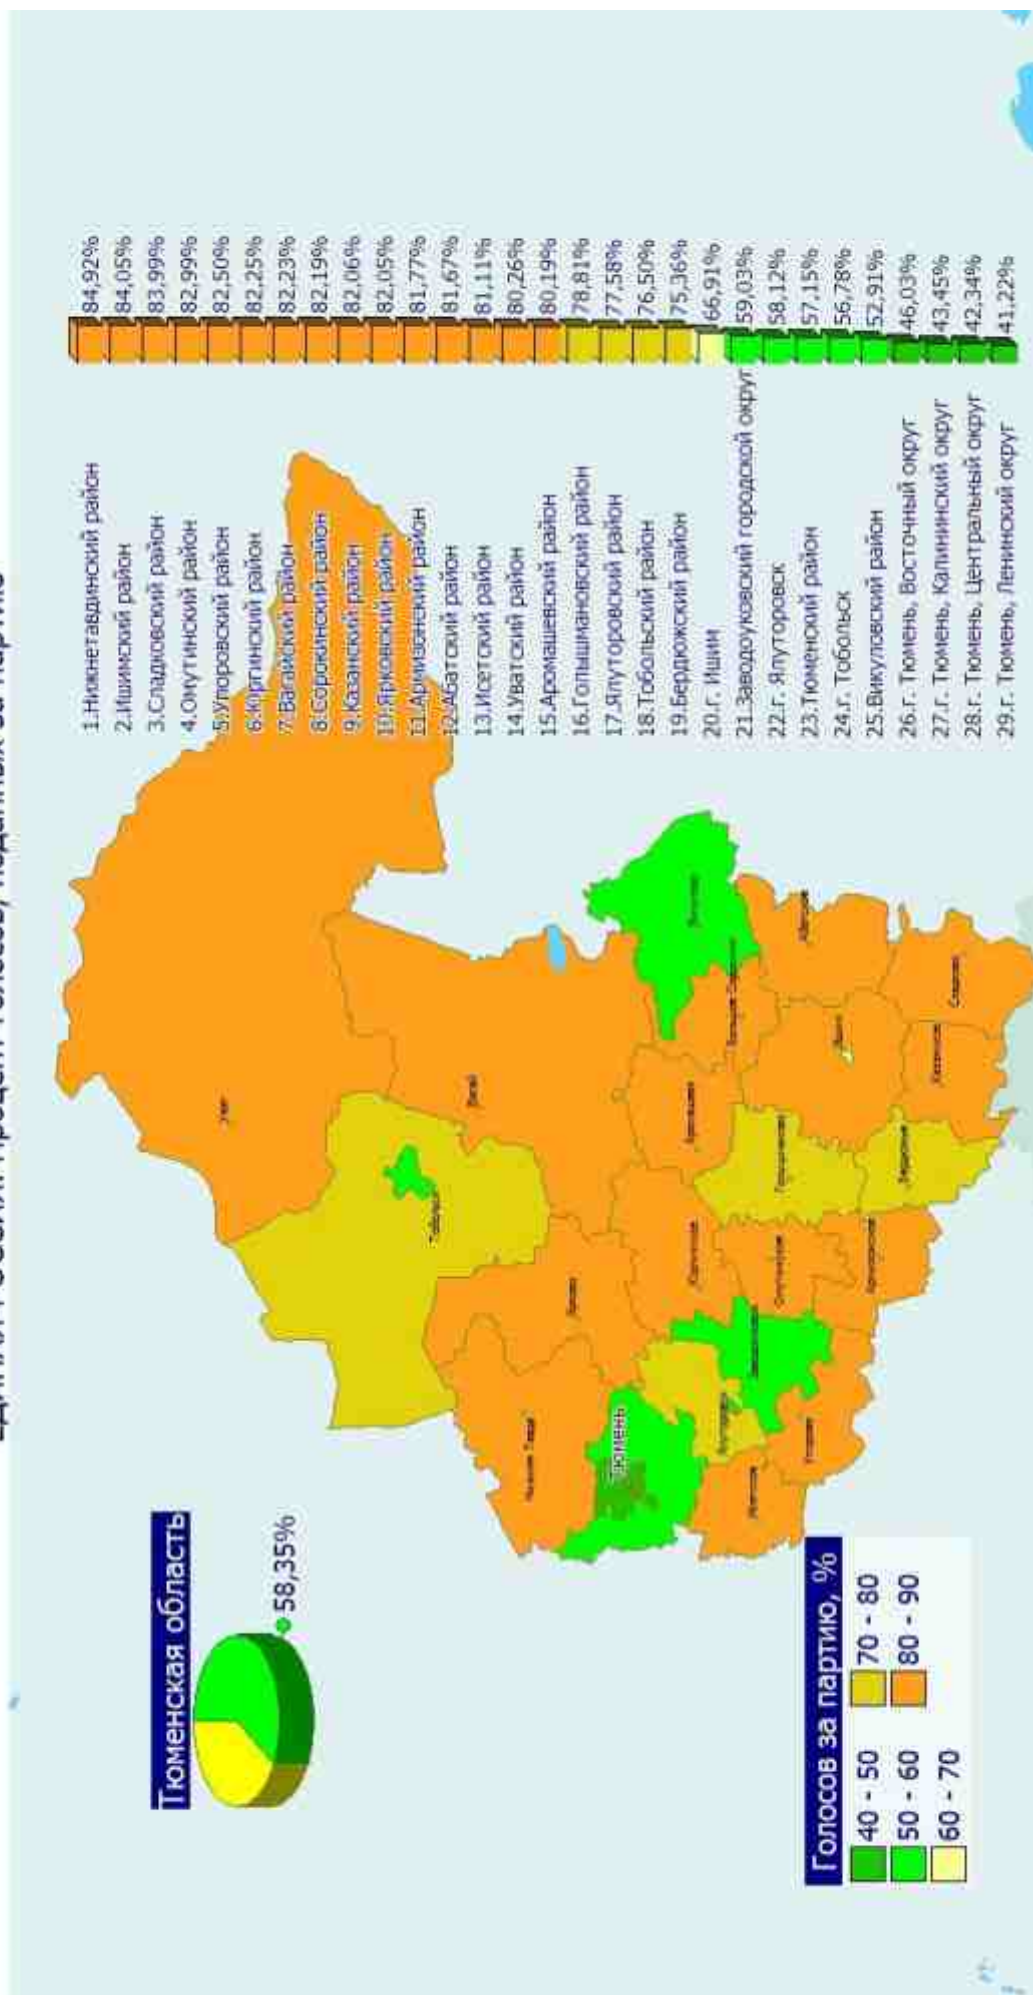 Тюменская область
58,35%
Голосов за партию, %
40 - 50
50 - 60
60 - 70
70 - 80
80 - 90
Тюмень
Уват
Вагай
1.Нижнетавдинский район 84,92%
2.Ишимский район 84,05%
3.Сладковский район 83,99%
4.Омутинский район 82,99%
5.Упоровский район 82,50%
6.Юргинский район 82,25%
7.Вагайский район 82,23%
8.Сорокинский район 82,19%
9.Казанский район 82,06%
10.Ярковский район 82,05%
11.Армизонский район 81,77%
12.Абатский район 81,67%
13.Исетский район 81,11%
14.Уватский район 80,26%
15.Аромашевский район 80,19%
16.Голышмановский район 78,81%
17.Ялуторовский район 77,58%
18.Тобольский район 76,50%
19.Бердюжский район 75,36%
20.г. Ишим 66,91%
21.Заводоуковский городской округ 59,03%
22.г. Ялуторовск 58,12%
23.Тюменский район 57,15%
24.г. Тобольск 56,78%
25.Викуловский район 52,91%
26.г. Тюмень, Восточный округ 46,03%
27.г. Тюмень, Калининский округ 43,45%
28.г. Тюмень, Центральный округ 42,34%
29.г. Тюмень, Ленинский округ 41,22%